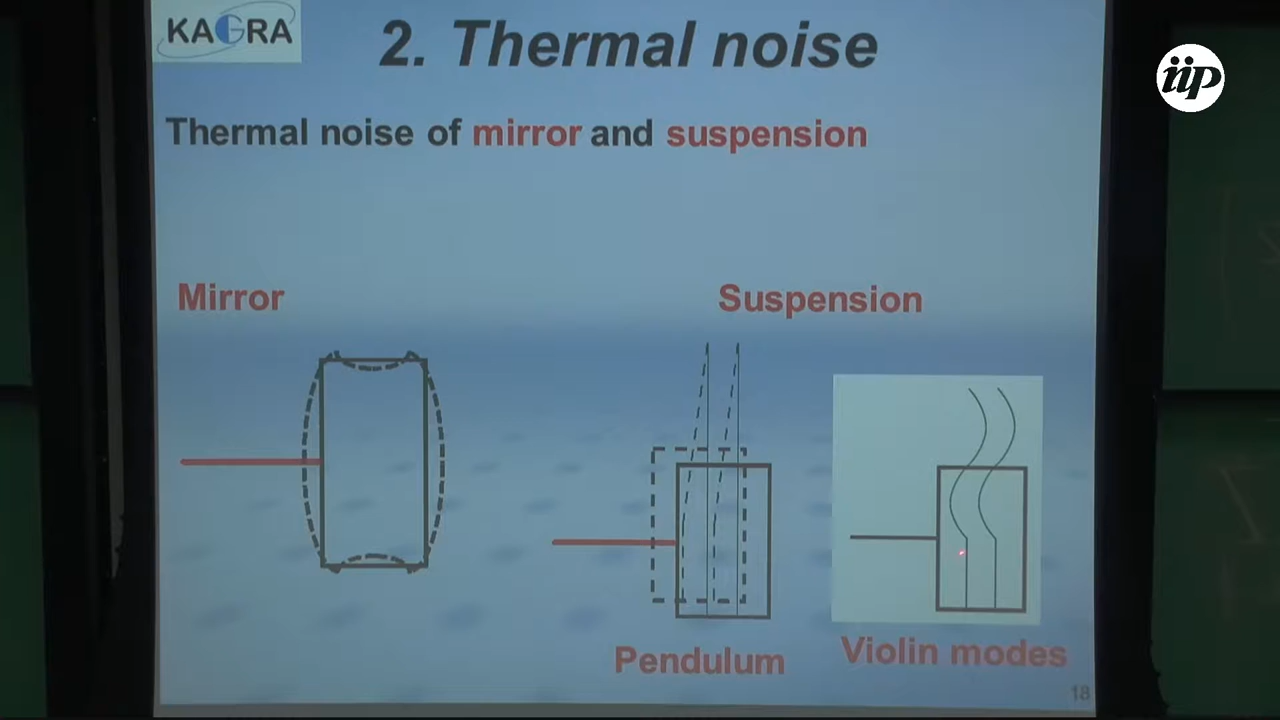 KAGRA
2. Thermal noise
iip
Thermal noise of mirror and suspension
Mirror
Suspension
Pendulum
Violin modes
18